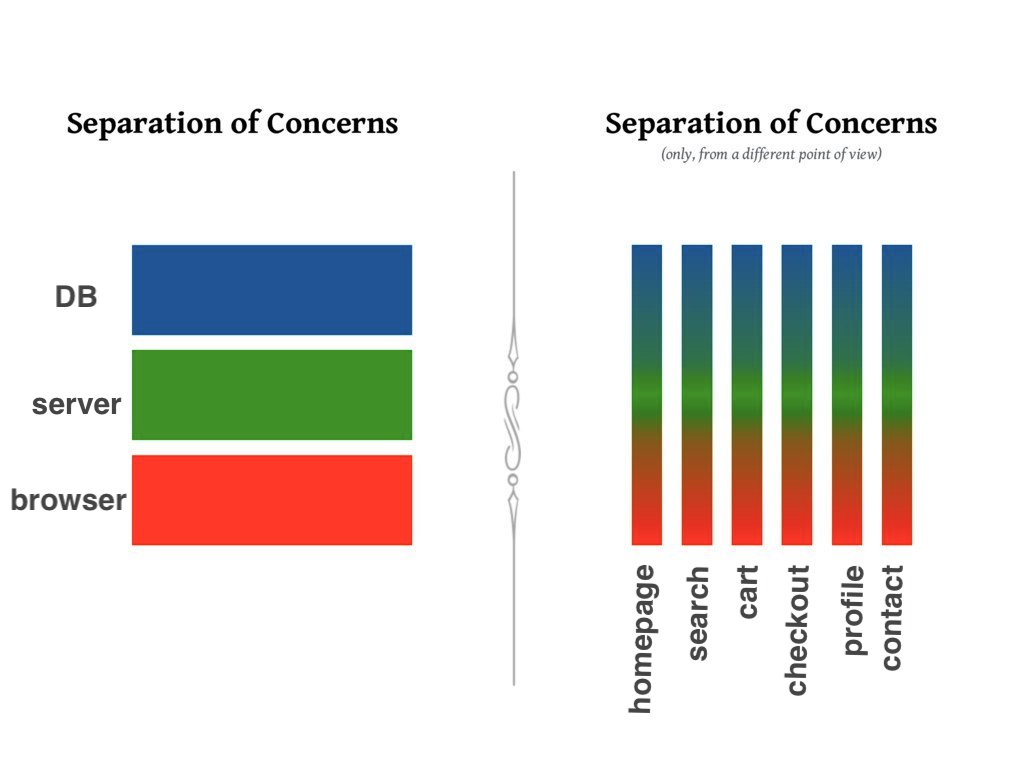 Separation of Concerns
DB
server
browser
Separation of Concerns
(only, from a different point of view)
homepage
search
cart
checkout
profile
contact